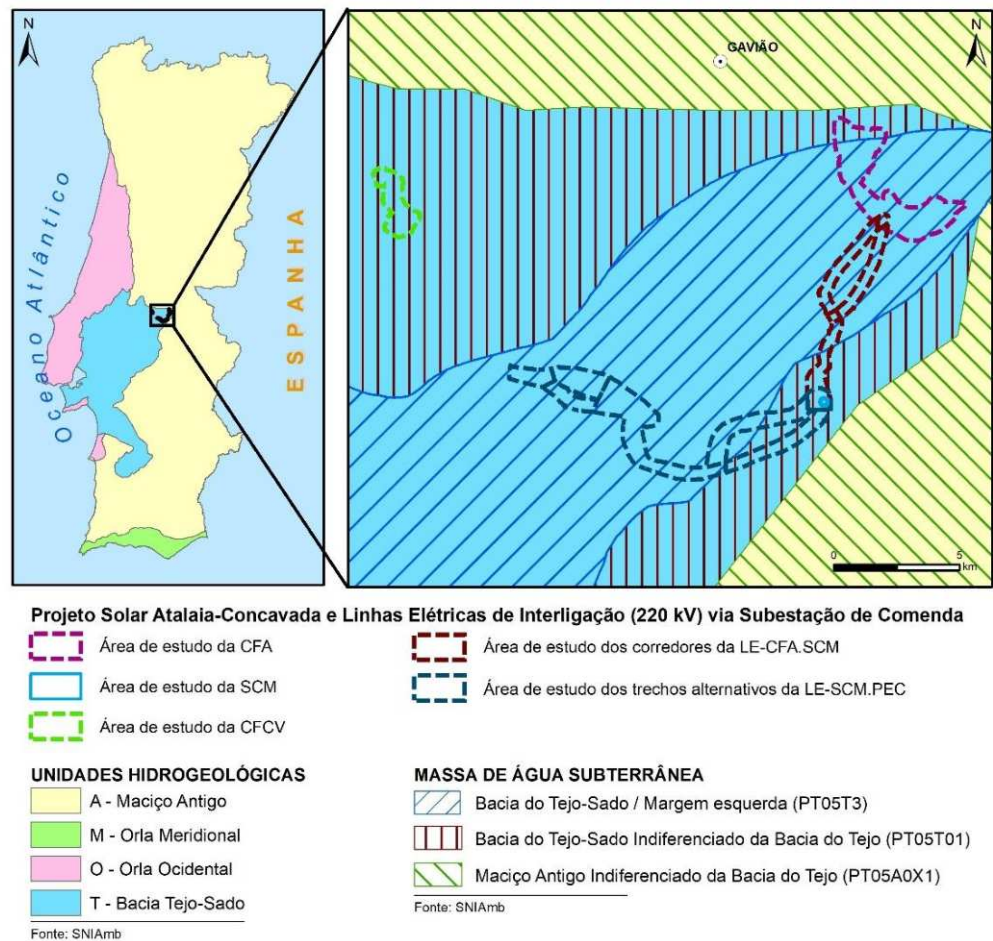 N
Oceano Atlântico
ESPANHA
GAVIÃO
N
0
5
km
Projeto Solar Atalaia-Concavada e Linhas Elétricas de Interligação (220 kV) via Subestação de Comenda
Área de estudo da CFA
Área de estudo da SCM
Área de estudo da CFCV
Área de estudo dos corredores da LE-CFA.SCM
Área de estudo dos trechos alternativos da LE-SCM.PEC
UNIDADES HIDROGEOLÓGICAS
A - Maciço Antigo
M - Orla Meridional
O - Orla Ocidental
T - Bacia Tejo-Sado
Fonte: SNIAmb
MASSA DE ÁGUA SUBTERRÂNEA
Bacia do Tejo-Sado / Margem esquerda (PT05T3)
Bacia do Tejo-Sado Indiferenciado da Bacia do Tejo (PT05T01)
Maciço Antigo Indiferenciado da Bacia do Tejo (PT05A0X1)
Fonte: SNIAmb